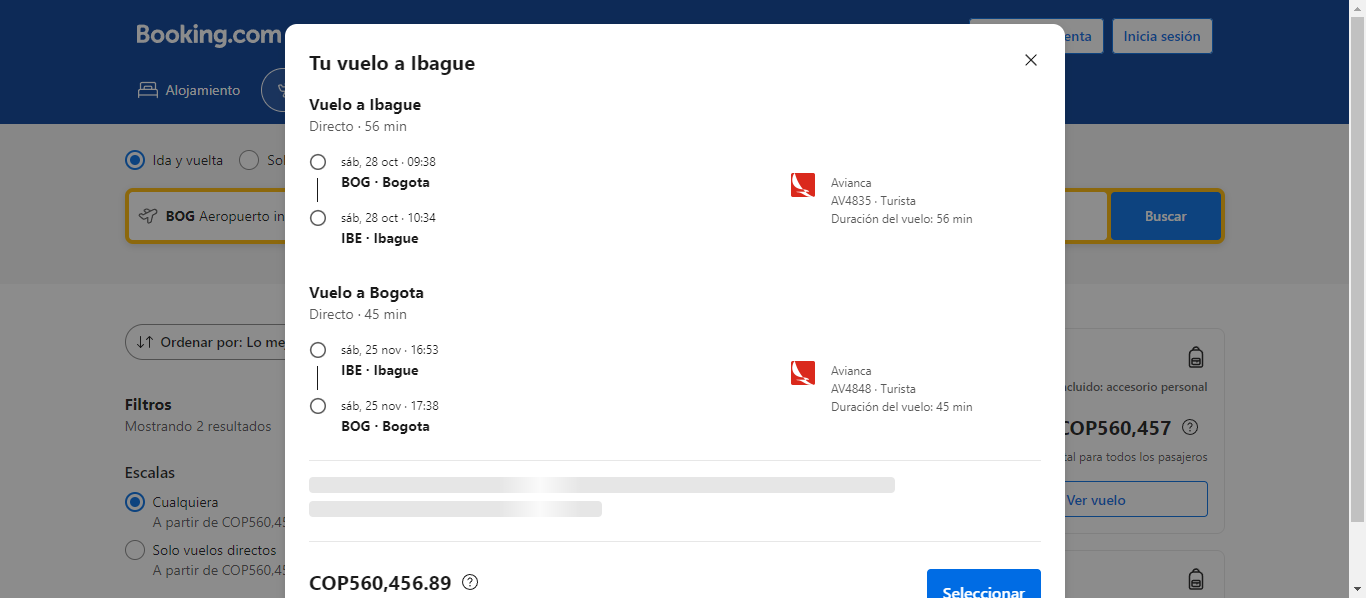 Booking.com
enta
Inicia sesión
Alojamiento
Ida y vuelta
BOG Aeropuerto in
Buscar
Ordenar por: Lo me
Filtros
Mostrando 2 resultados
Escalas
Cualquiera
A partir de COP560,45
Solo vuelos directos
A partir de COP560,45
Tu vuelo a Ibague
Vuelo a Ibague
Directo · 56 min
sáb, 28 oct · 09:38
BOG · Bogota
sáb, 28 oct · 10:34
IBE · Ibague
Avianca
AV4835 · Turista
Duración del vuelo: 56 min
Vuelo a Bogota
Directo · 45 min
sáb, 25 nov · 16:53
IBE · Ibague
sáb, 25 nov · 17:38
BOG · Bogota
Avianca
AV4848 · Turista
Duración del vuelo: 45 min
COP560,456.89
Seleccionar
cluido: accesorio personal
COP560,457
tal para todos los pasajeros
Ver vuelo